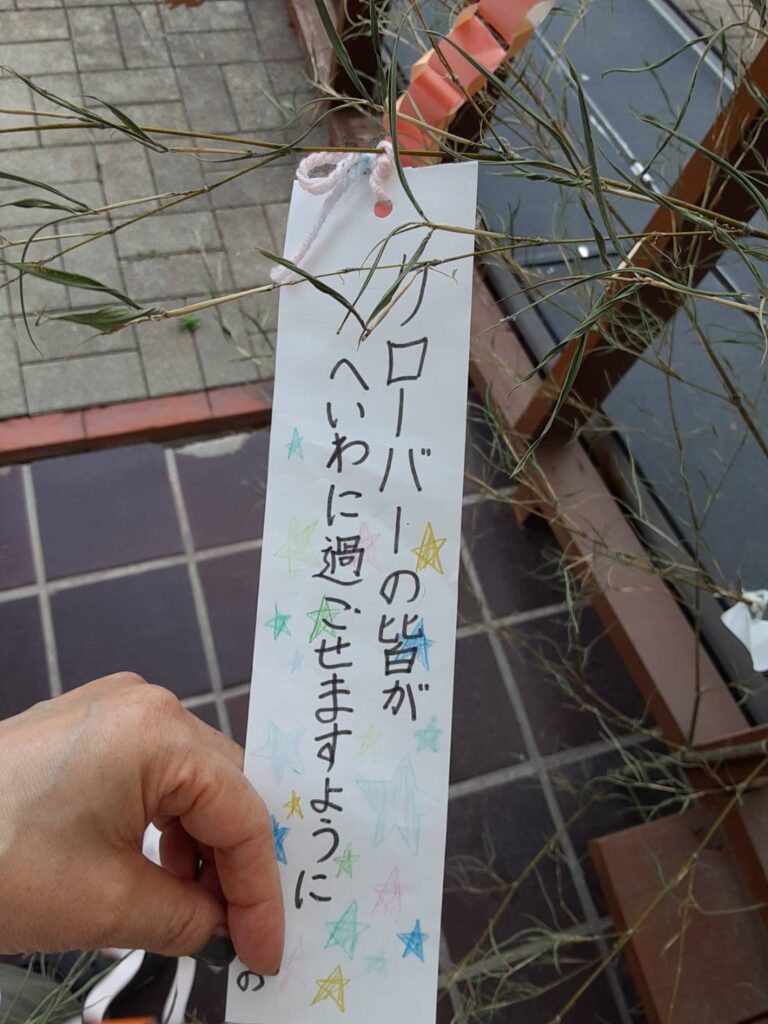 クローバーの皆が
へいわに過ごせますように
の